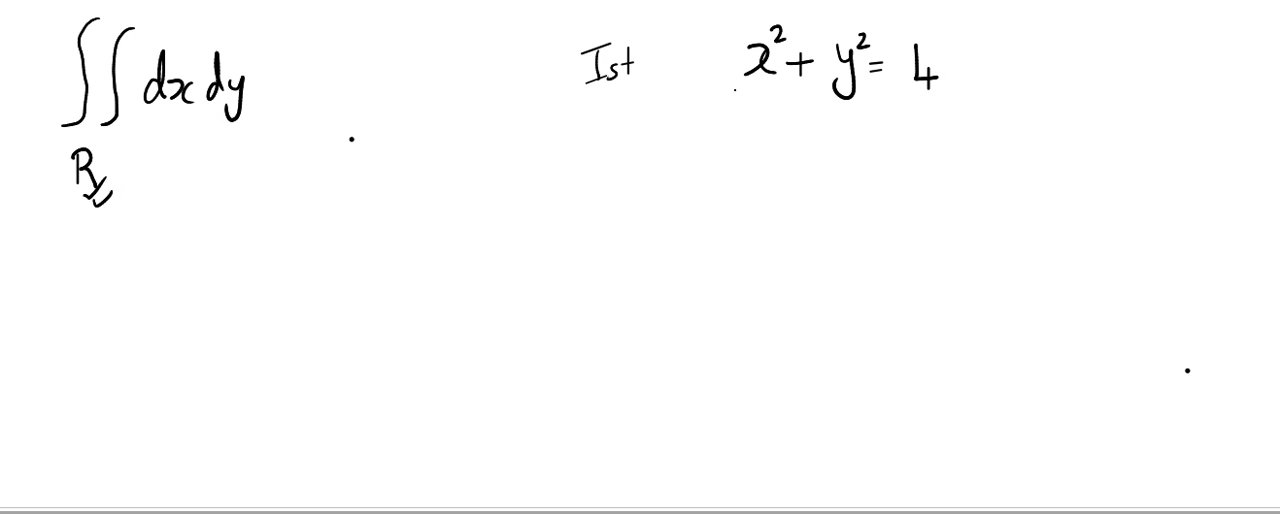 ∬ dx dy Ist x² + y² = 4
R